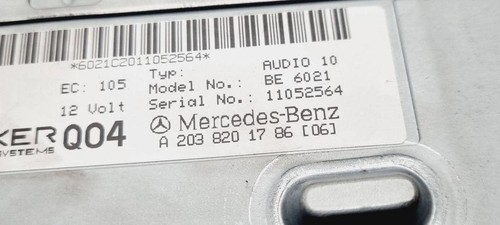 *6021C2011052564*
Typ: AUDIO 10
EC: 105 Model No.: BE 6021
12 Volt Serial No.: 11052564
KER Q04 Mercedes-Benz
SYSTEMS A 203 820 17 86 [06]